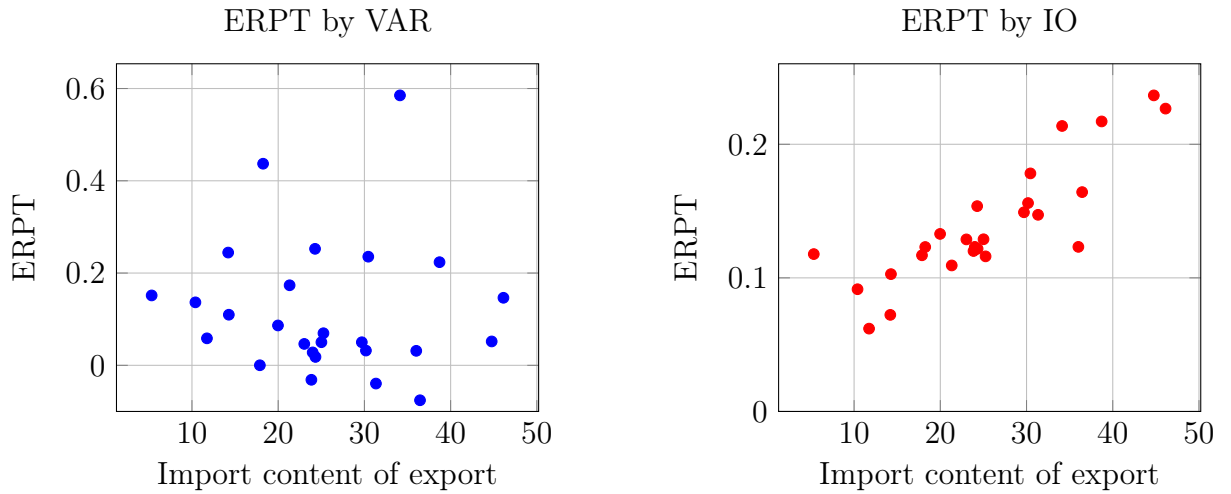 ERPT by VAR
0.6
0.4
0.2
0
ERPT
10 20 30 40 50
Import content of export
ERPT by IO
0.2
0.1
0
ERPT
10 20 30 40 50
Import content of export